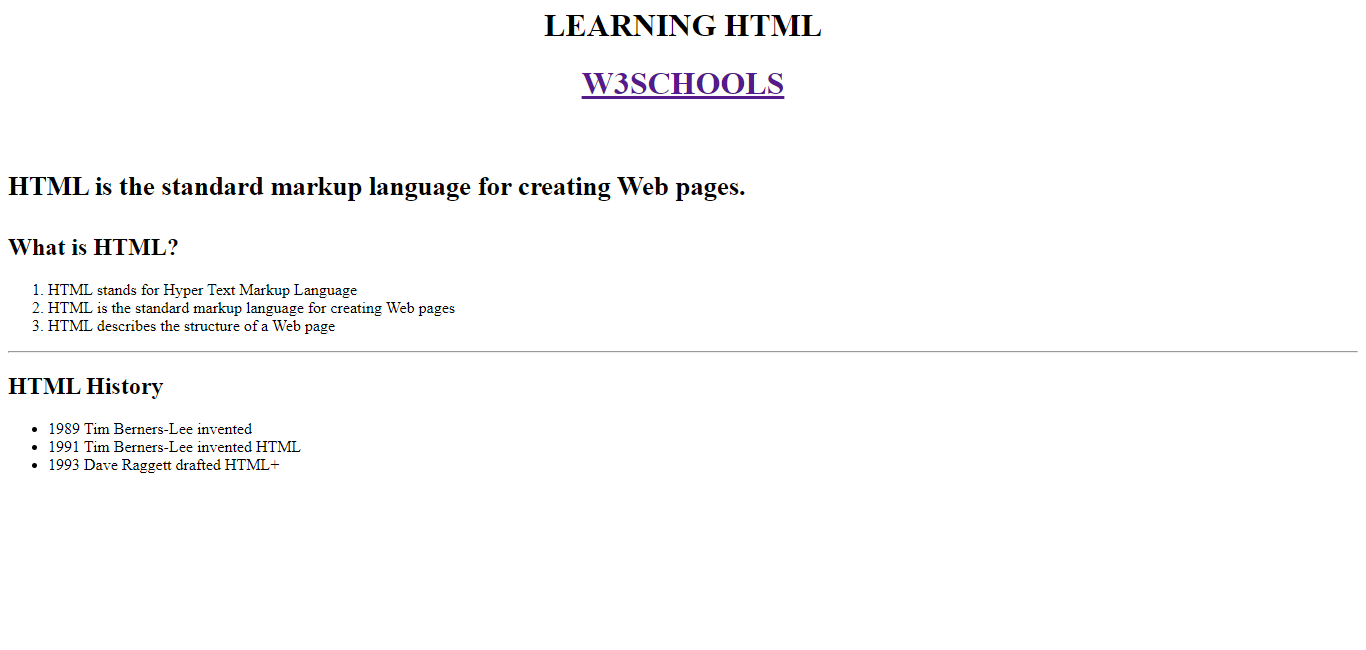 LEARNING HTML
W3SCHOOLS
HTML is the standard markup language for creating Web pages.
What is HTML?
1. HTML stands for Hyper Text Markup Language
2. HTML is the standard markup language for creating Web pages
3. HTML describes the structure of a Web page
HTML History
• 1989 Tim Berners-Lee invented
• 1991 Tim Berners-Lee invented HTML
• 1993 Dave Raggett drafted HTML+